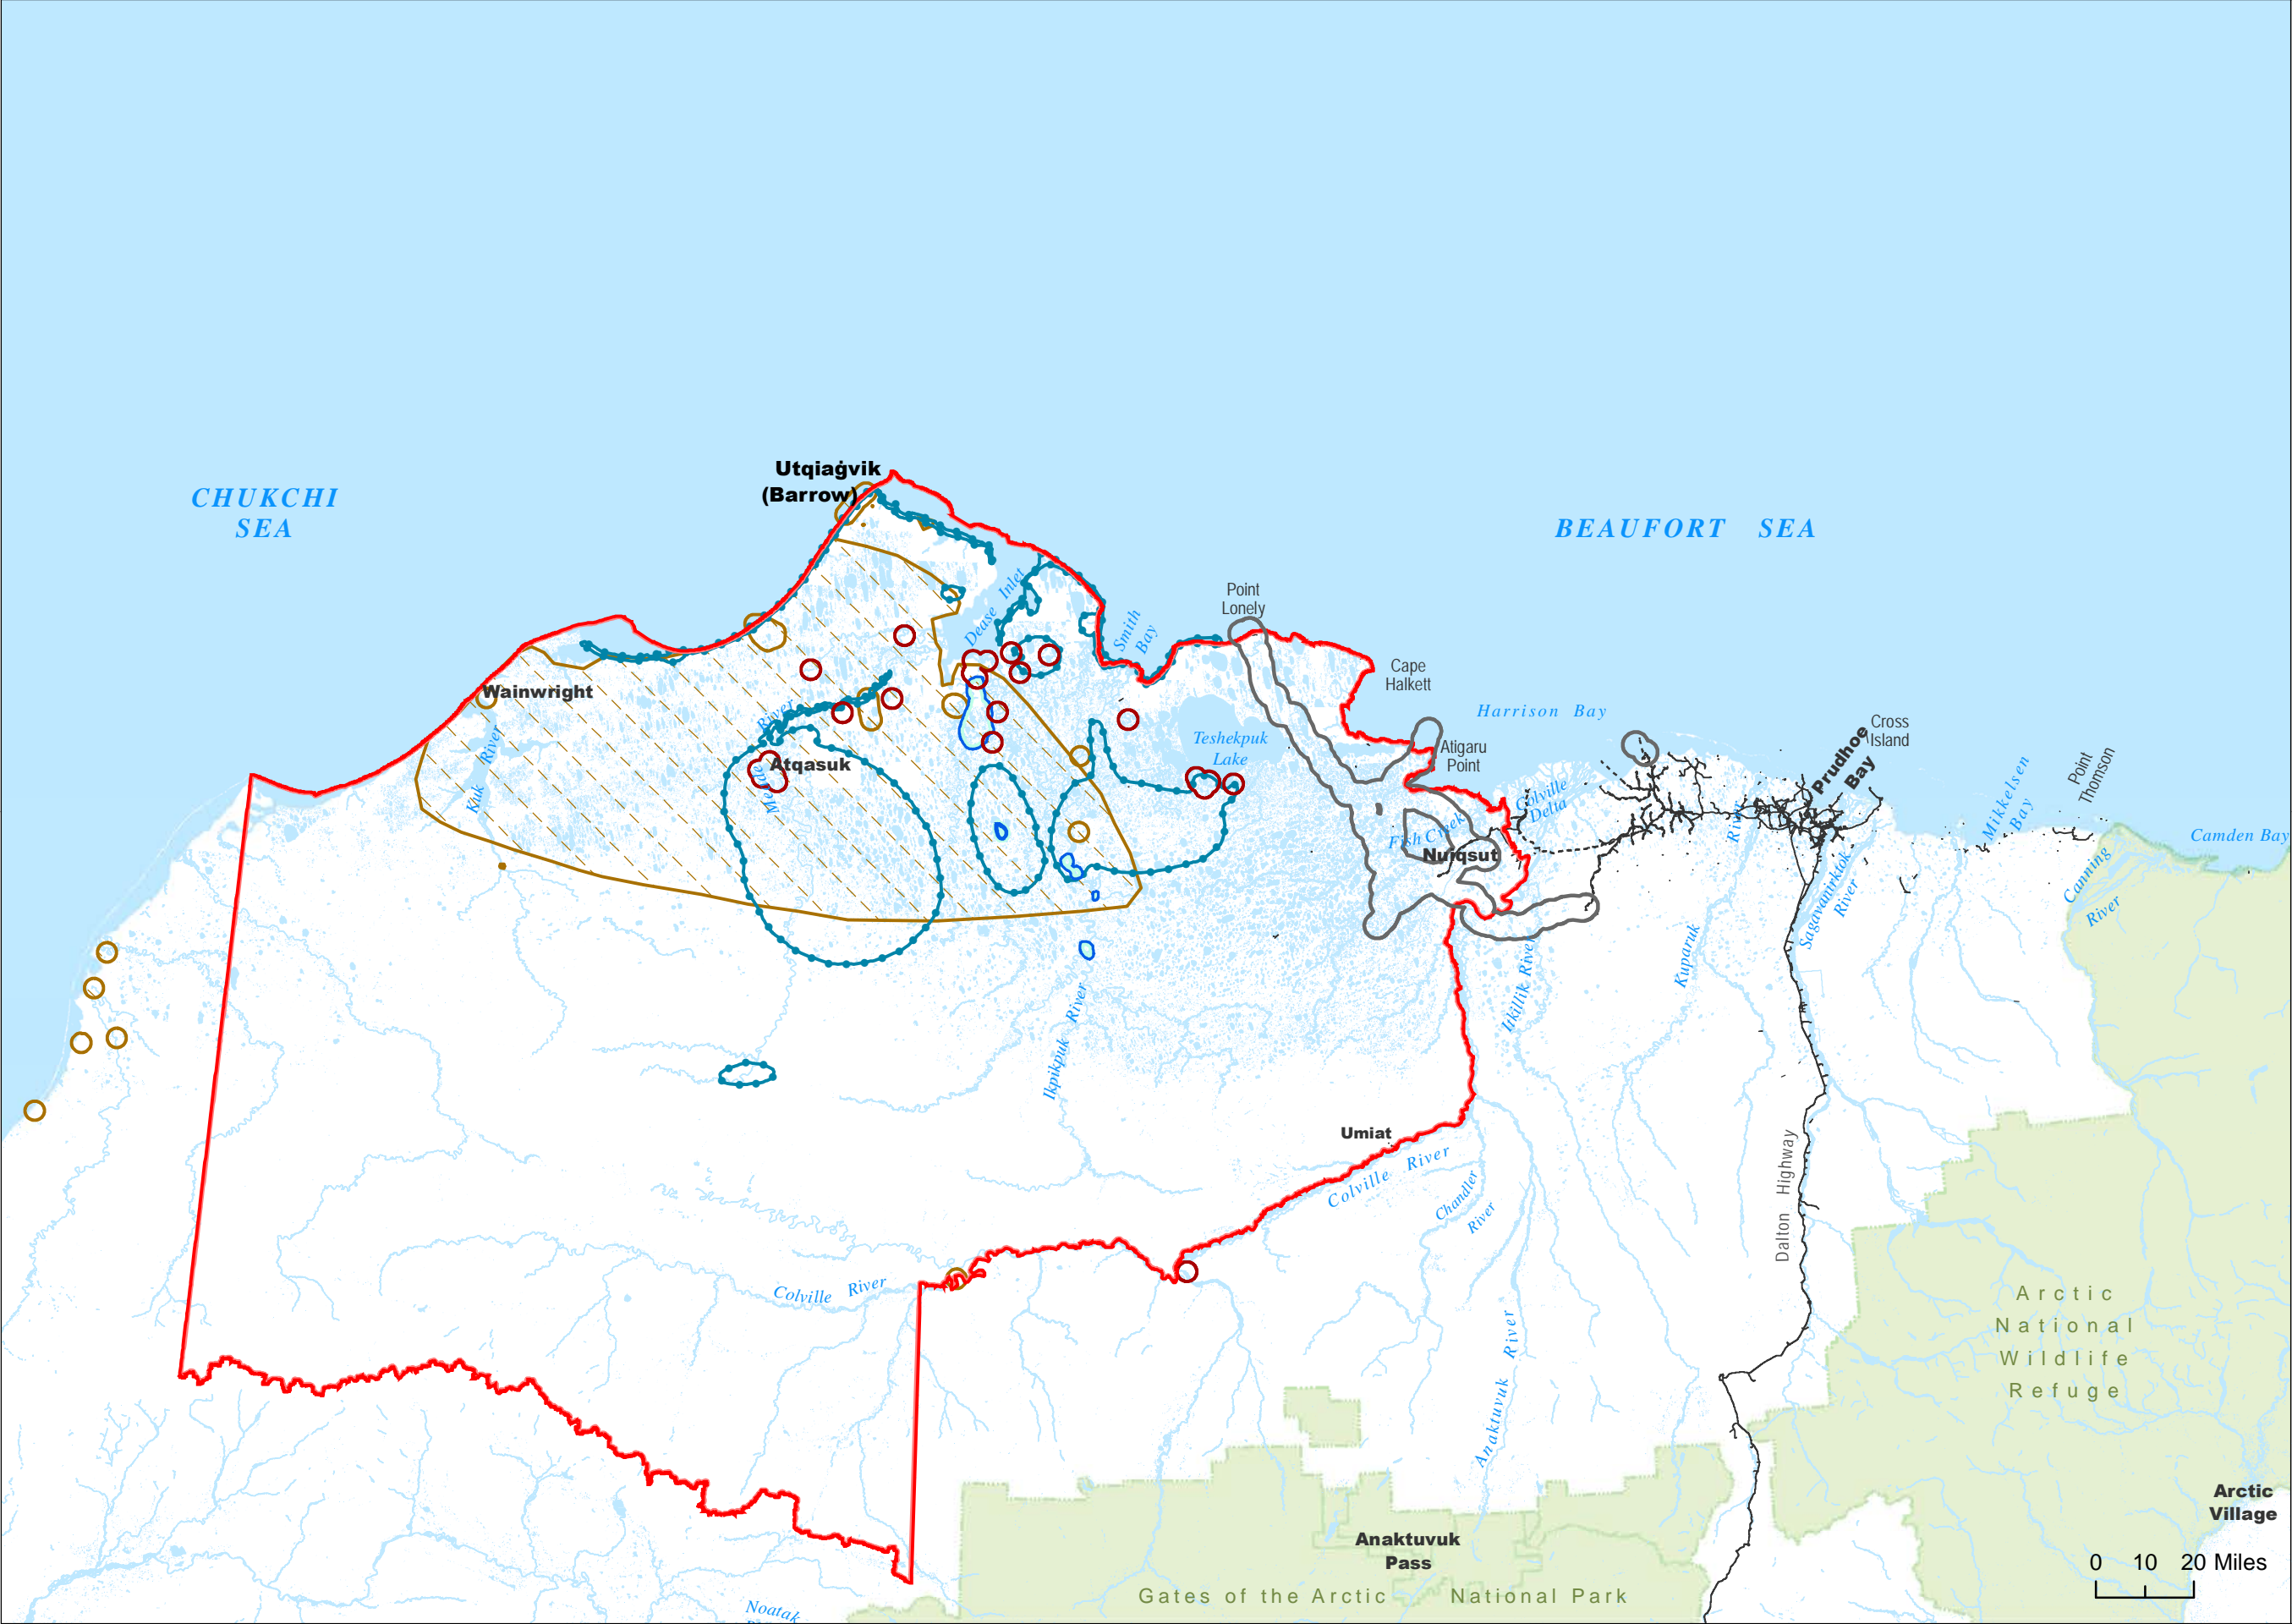 Utqiaġvik
(Barrow)
CHUKCHI
SEA
BEAUFORT SEA
Dease Inlet
Smith
Bay
Point
Lonely
Cape
Halkett
Wainwright
Kuk River
River
Meade
Atqasuk
Teshekpuk
Lake
Harrison Bay
Atigaru
Point
Cross
Island
Prudhoe
Bay
Colville
Delta
Fish Creek
Nuiqsut
River
Kuparuk
Mikkelsen
Bay
Point
Thomson
Camden Bay
Canning
River
Sagavanirktok
River
Itkillik River
Ikpikpuk River
Umiat
Colville River
Chandler
River
Dalton Highway
Colville River
Anaktuvuk River
Arctic
National
Wildlife
Refuge
Arctic
Village
Anaktuvuk
Pass
Gates of the Arctic National Park
0 10 20 Miles
Noatak